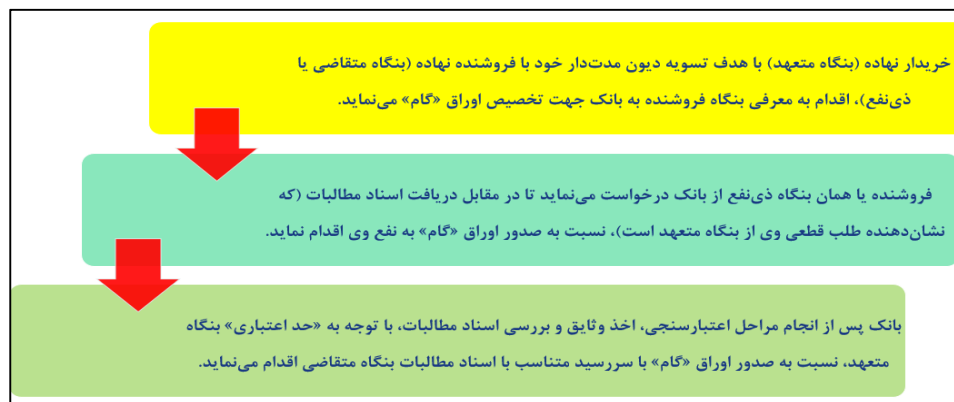 خریدار نهاده (بنگاه متعهد) با هدف تسویه دیون مدت‌دار خود با فروشنده نهاده (بنگاه متقاضی یا
ذی‌نفع)، اقدام به معرفی بنگاه فروشنده به بانک جهت تخصیص اوراق «گام» می‌نماید.
فروشنده یا همان بنگاه ذی‌نفع از بانک درخواست می‌نماید تا در مقابل دریافت اسناد مطالبات (که
نشان‌دهنده طلب قطعی وی از بنگاه متعهد است)، نسبت به صدور اوراق «گام» به نفع وی اقدام نماید.
بانک پس از انجام مراحل اعتبارسنجی، اخذ وثایق و بررسی اسناد مطالبات، با توجه به «حد اعتباری» بنگاه
متعهد، نسبت به صدور اوراق «گام» با سررسید متناسب با اسناد مطالبات بنگاه متقاضی اقدام می‌نماید.